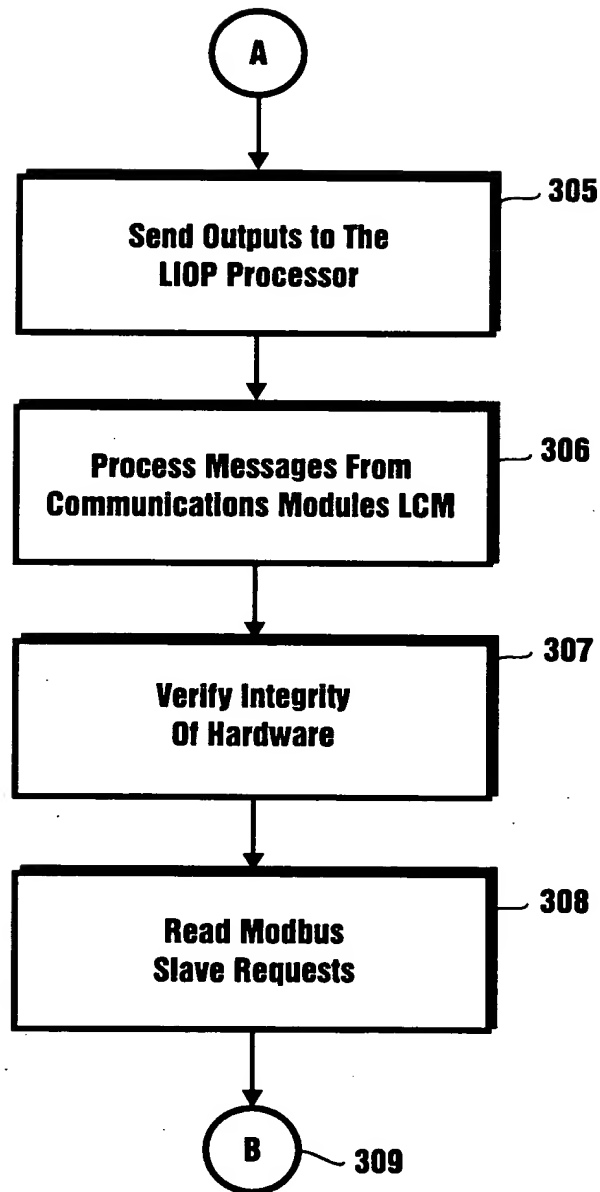 A
305
Send Outputs to The
LIOP Processor
306
Process Messages From
Communications Modules LCM
307
Verify Integrity
Of Hardware
308
Read Modbus
Slave Requests
B
309